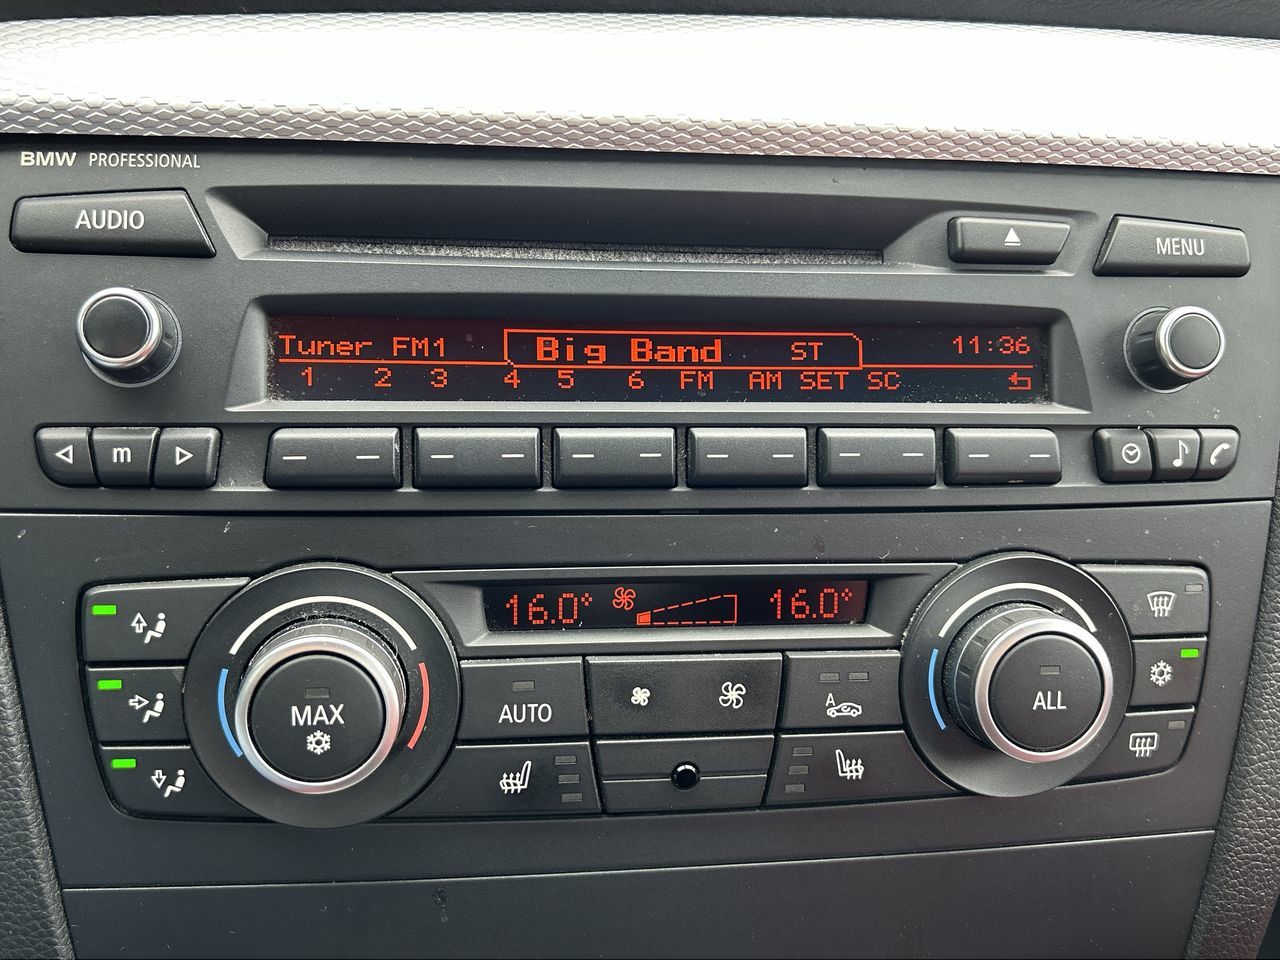 BMW PROFESSIONAL
AUDIO
MENU
Tuner FM1 Big Band ST 11:36
1 2 3 4 5 6 FM AM SET SC
m
16.0° 16.0°
MAX
AUTO
A
ALL